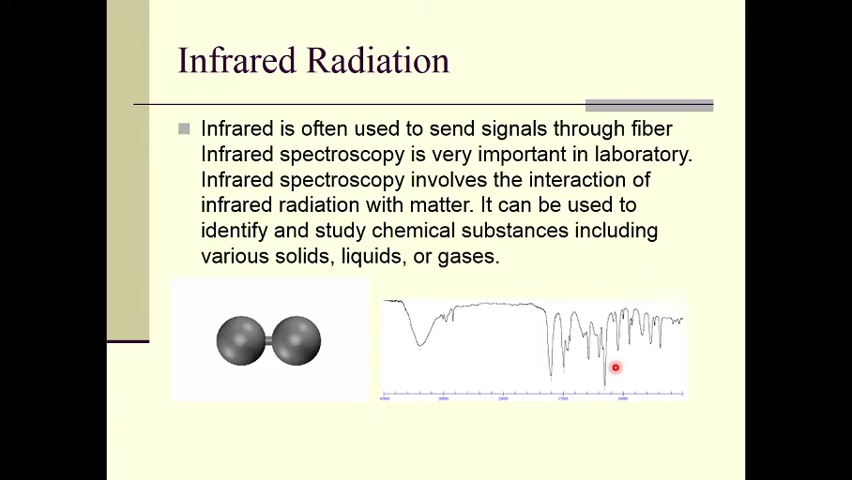 Infrared Radiation
Infrared is often used to send signals through fiber
Infrared spectroscopy is very important in laboratory.
Infrared spectroscopy involves the interaction of
infrared radiation with matter. It can be used to
identify and study chemical substances including
various solids, liquids, or gases.